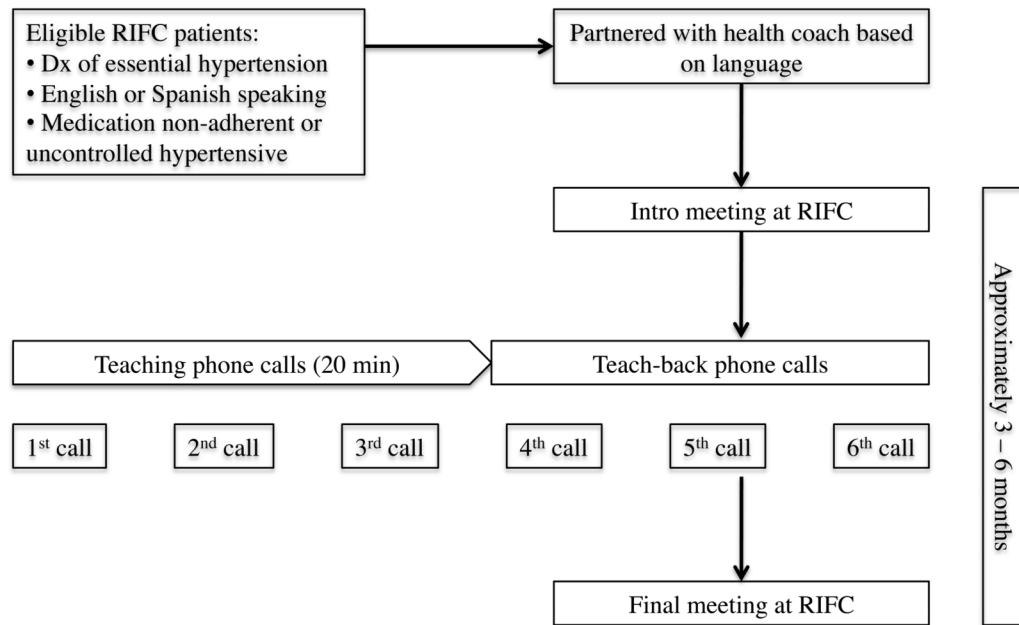 Eligible RIFC patients:
• Dx of essential hypertension
• English or Spanish speaking
• Medication non-adherent or
uncontrolled hypertensive
Partnered with health coach based
on language
Intro meeting at RIFC
Teaching phone calls (20 min)
Teach-back phone calls
1st call
2nd call
3rd call
4th call
5th call
6th call
Final meeting at RIFC
Approximately 3 – 6 months